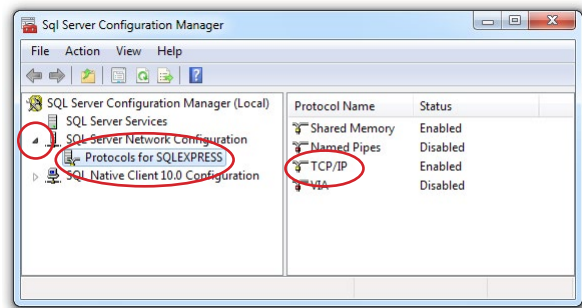 Sql Server Configuration Manager
File Action View Help
SQL Server Configuration Manager (Local)
SQL Server Services
SQL Server Network Configuration
Protocols for SQLEXPRESS
SQL Native Client 10.0 Configuration
Protocol Name Status
Shared Memory Enabled
Named Pipes Disabled
TCP/IP Enabled
VIA Disabled